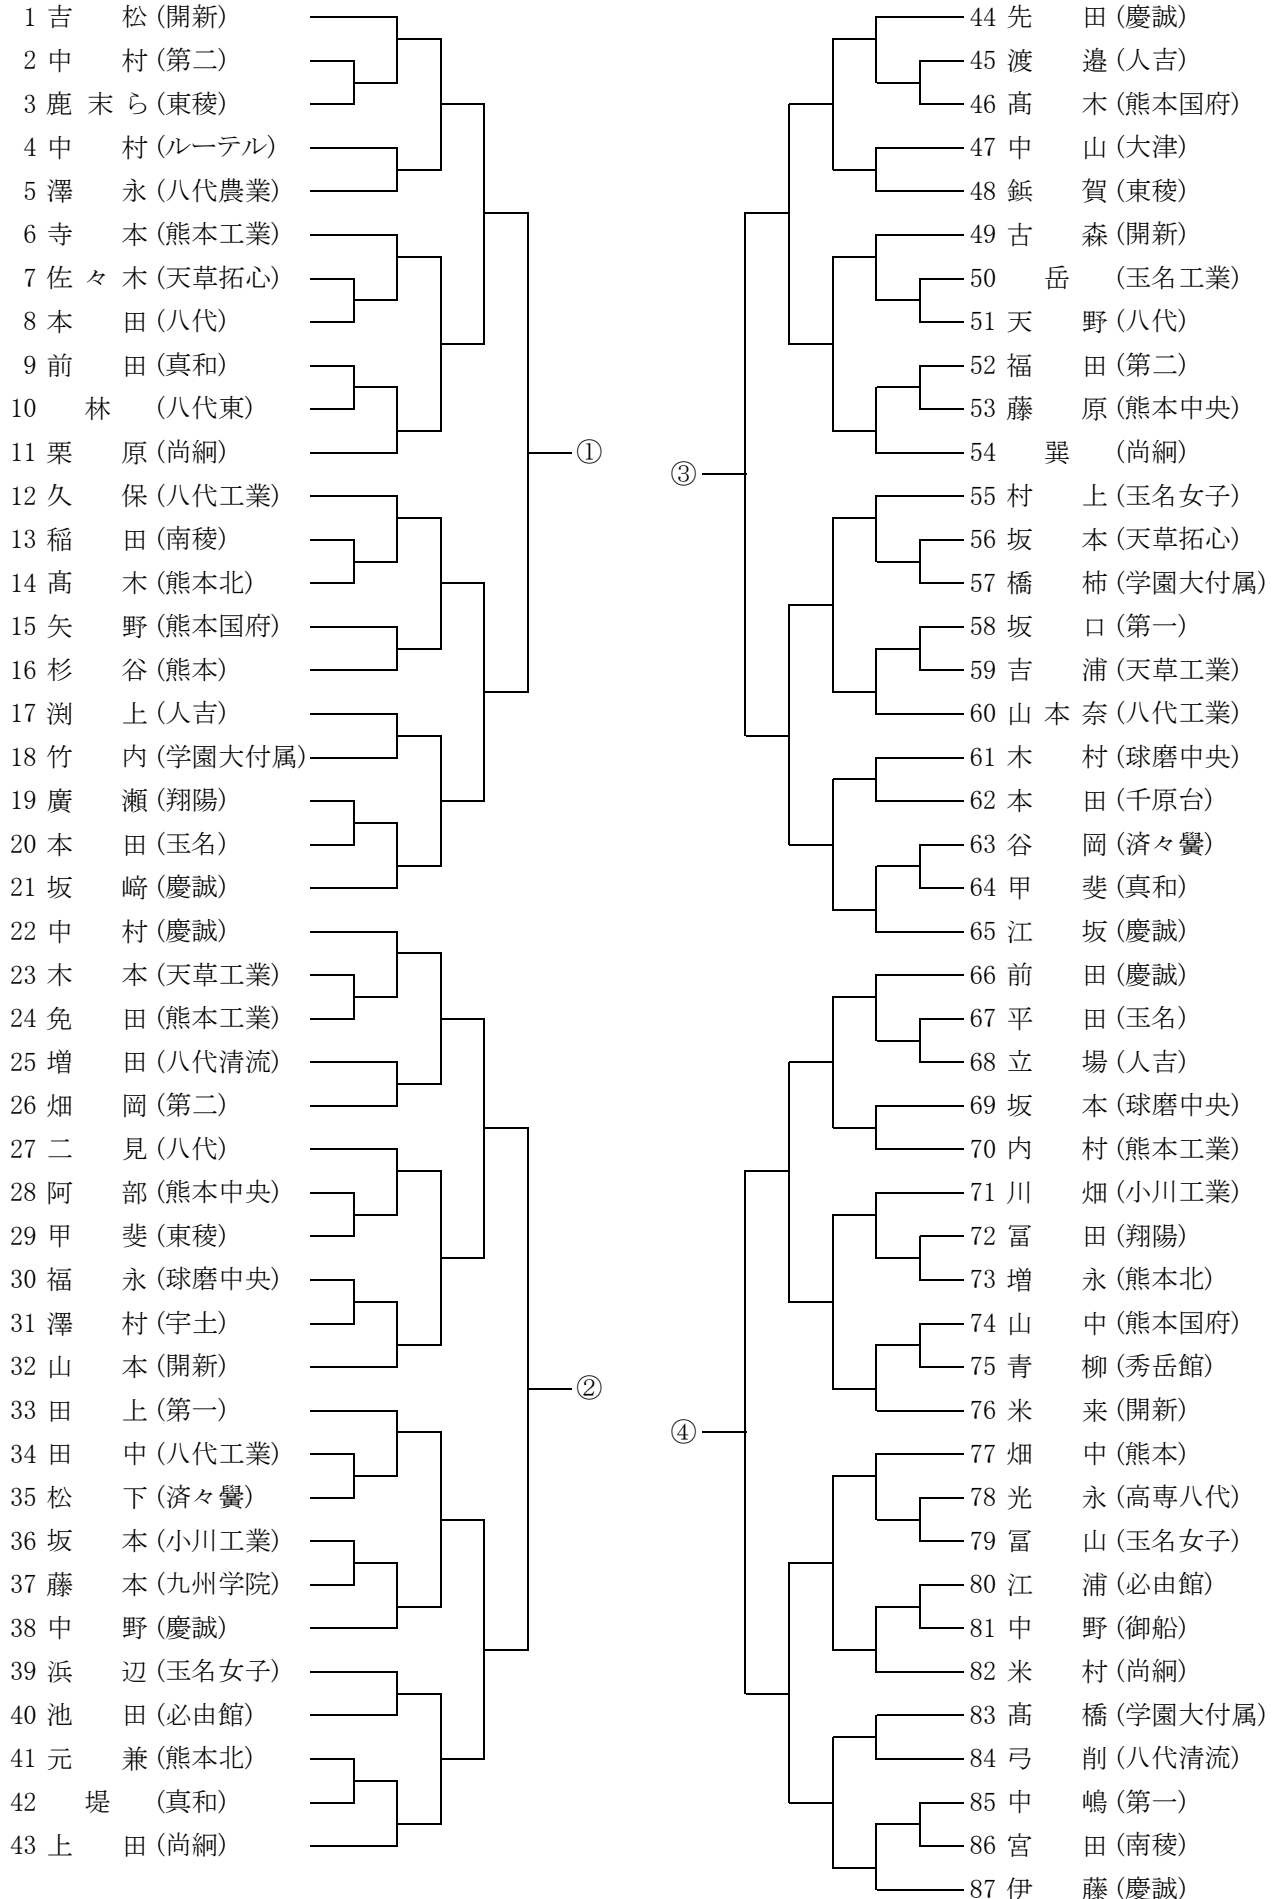 1 吉 松 (開新)
2 中 村 (第二)
3 鹿 末 ら (東稜)
4 中 村 (ルーテル)
5 澤 永 (八代農業)
6 寺 本 (熊本工業)
7 佐 々 木 (天草拓心)
8 本 田 (八代)
9 前 田 (真和)
10 林 (八代東)
11 栗 原 (尚絅)
12 久 保 (八代工業)
13 稲 田 (南稜)
14 髙 木 (熊本北)
15 矢 野 (熊本国府)
16 杉 谷 (熊本)
17 渕 上 (人吉)
18 竹 内 (学園大付属)
19 廣 瀬 (翔陽)
20 本 田 (玉名)
21 坂 﨑 (慶誠)
22 中 村 (慶誠)
23 木 本 (天草工業)
24 免 田 (熊本工業)
25 増 田 (八代清流)
26 畑 岡 (第二)
27 二 見 (八代)
28 阿 部 (熊本中央)
29 甲 斐 (東稜)
30 福 永 (球磨中央)
31 澤 村 (宇土)
32 山 本 (開新)
33 田 上 (第一)
34 田 中 (八代工業)
35 松 下 (済々黌)
36 坂 本 (小川工業)
37 藤 本 (九州学院)
38 中 野 (慶誠)
39 浜 辺 (玉名女子)
40 池 田 (必由館)
41 元 兼 (熊本北)
42 堤 (真和)
43 上 田 (尚絅)
①
②
③
④
44 先 田 (慶誠)
45 渡 邉 (人吉)
46 髙 木 (熊本国府)
47 中 山 (大津)
48 鋲 賀 (東稜)
49 古 森 (開新)
50 岳 (玉名工業)
51 天 野 (八代)
52 福 田 (第二)
53 藤 原 (熊本中央)
54 巽 (尚絅)
55 村 上 (玉名女子)
56 坂 本 (天草拓心)
57 橋 柿 (学園大付属)
58 坂 口 (第一)
59 吉 浦 (天草工業)
60 山 本 奈 (八代工業)
61 木 村 (球磨中央)
62 本 田 (千原台)
63 谷 岡 (済々黌)
64 甲 斐 (真和)
65 江 坂 (慶誠)
66 前 田 (慶誠)
67 平 田 (玉名)
68 立 場 (人吉)
69 坂 本 (球磨中央)
70 内 村 (熊本工業)
71 川 畑 (小川工業)
72 冨 田 (翔陽)
73 増 永 (熊本北)
74 山 中 (熊本国府)
75 青 柳 (秀岳館)
76 米 来 (開新)
77 畑 中 (熊本)
78 光 永 (高専八代)
79 冨 山 (玉名女子)
80 江 浦 (必由館)
81 中 野 (御船)
82 米 村 (尚絅)
83 髙 橋 (学園大付属)
84 弓 削 (八代清流)
85 中 嶋 (第一)
86 宮 田 (南稜)
87 伊 藤 (慶誠)